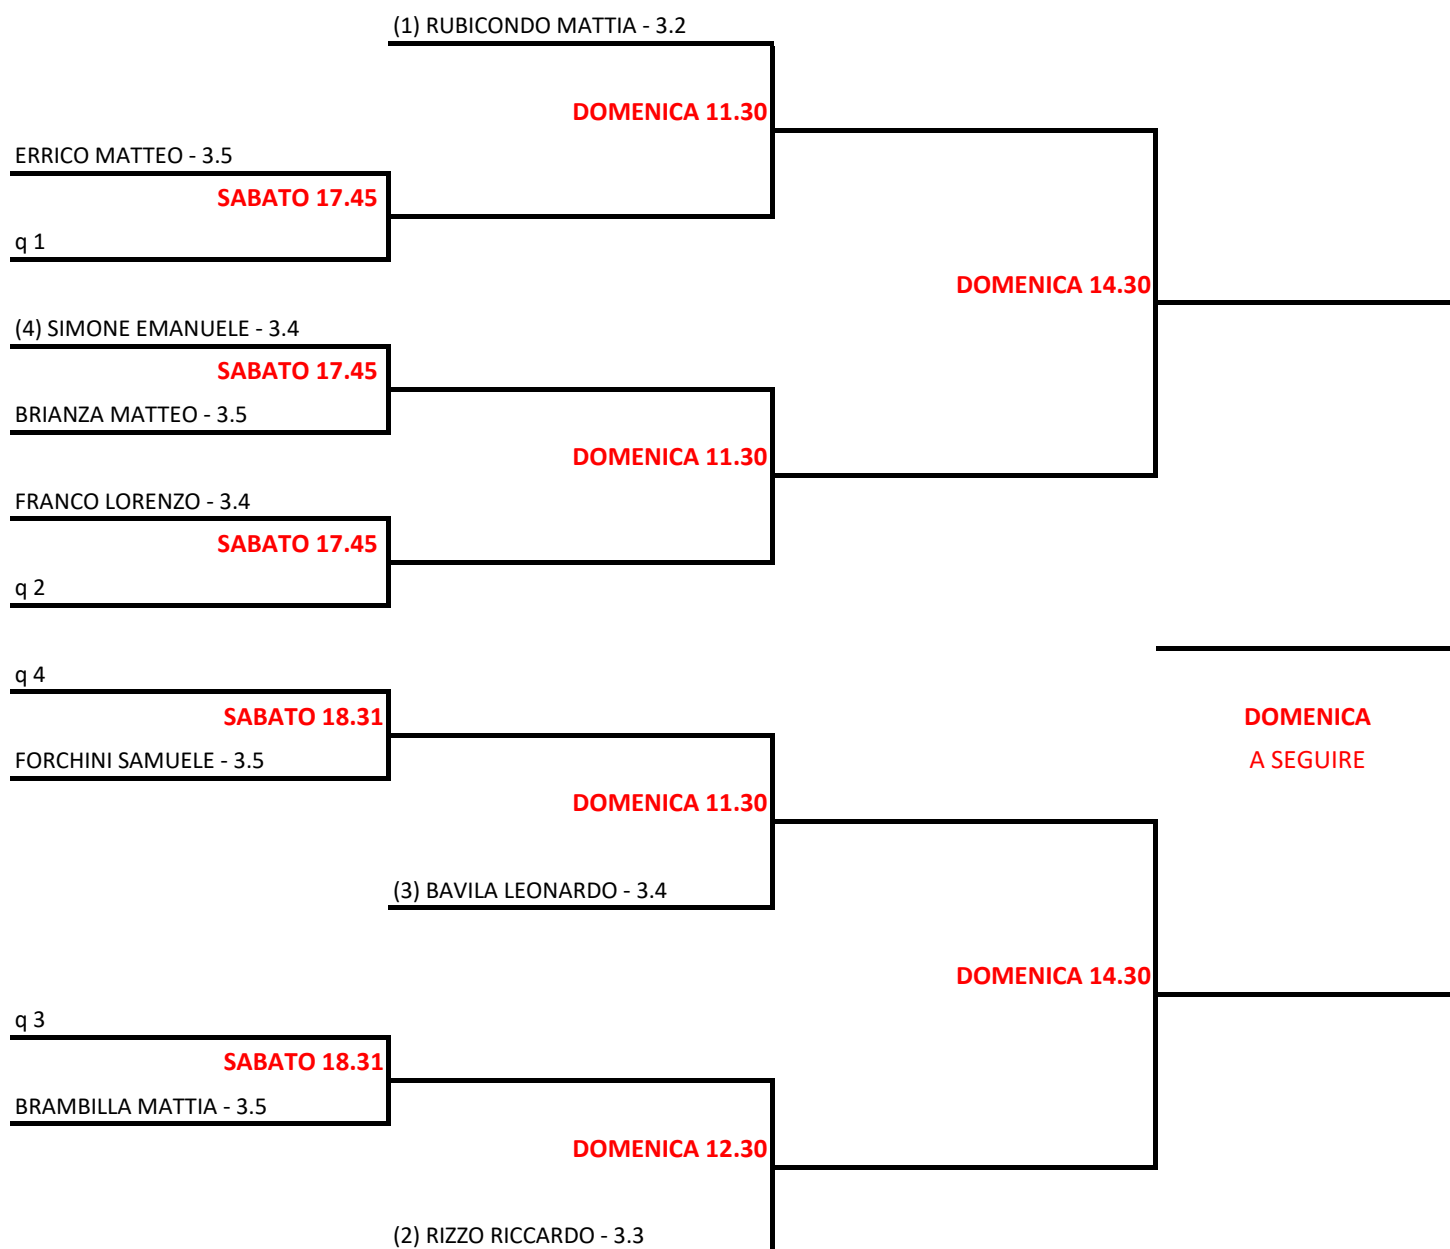 (1) RUBICONDO MATTIA - 3.2
DOMENICA 11.30
ERRICO MATTEO - 3.5
SABATO 17.45
q 1
DOMENICA 14.30
(4) SIMONE EMANUELE - 3.4
SABATO 17.45
BRIANZA MATTEO - 3.5
DOMENICA 11.30
FRANCO LORENZO - 3.4
SABATO 17.45
q 2
q 4
SABATO 18.31
DOMENICA
FORCHINI SAMUELE - 3.5
A SEGUIRE
DOMENICA 11.30
(3) BAVILA LEONARDO - 3.4
DOMENICA 14.30
q 3
SABATO 18.31
BRAMBILLA MATTIA - 3.5
DOMENICA 12.30
(2) RIZZO RICCARDO - 3.3